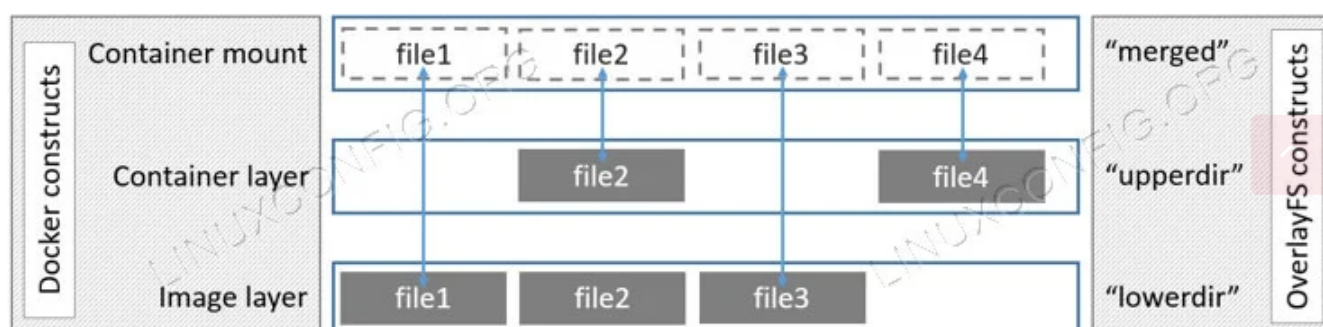 Docker constructs
Container mount
file1 file2 file3 file4
"merged"
Container layer
file2 file4
"upperdir"
Image layer
file1 file2 file3
"lowerdir"
OverlayFS constructs
LINUXCONFIG.ORG
LINUXCONFIG.ORG